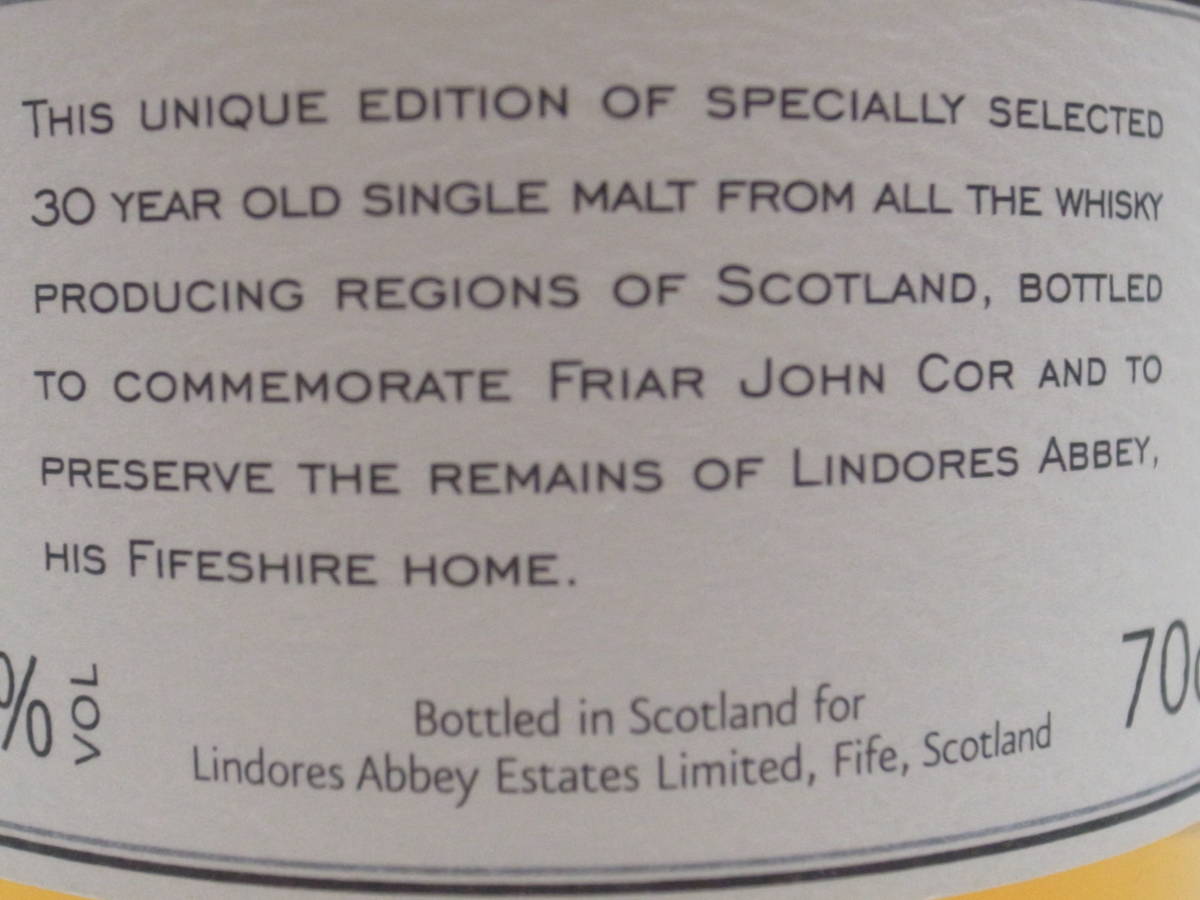 THIS UNIQUE EDITION OF SPECIALLY SELECTED
30 YEAR OLD SINGLE MALT FROM ALL THE WHISKY
PRODUCING REGIONS OF SCOTLAND, BOTTLED
TO COMMEMORATE FRIAR JOHN COR AND TO
PRESERVE THE REMAINS OF LINDORES ABBEY,
HIS FIFESHIRE HOME.
% VOL
70c
Bottled in Scotland for
Lindores Abbey Estates Limited, Fife, Scotland